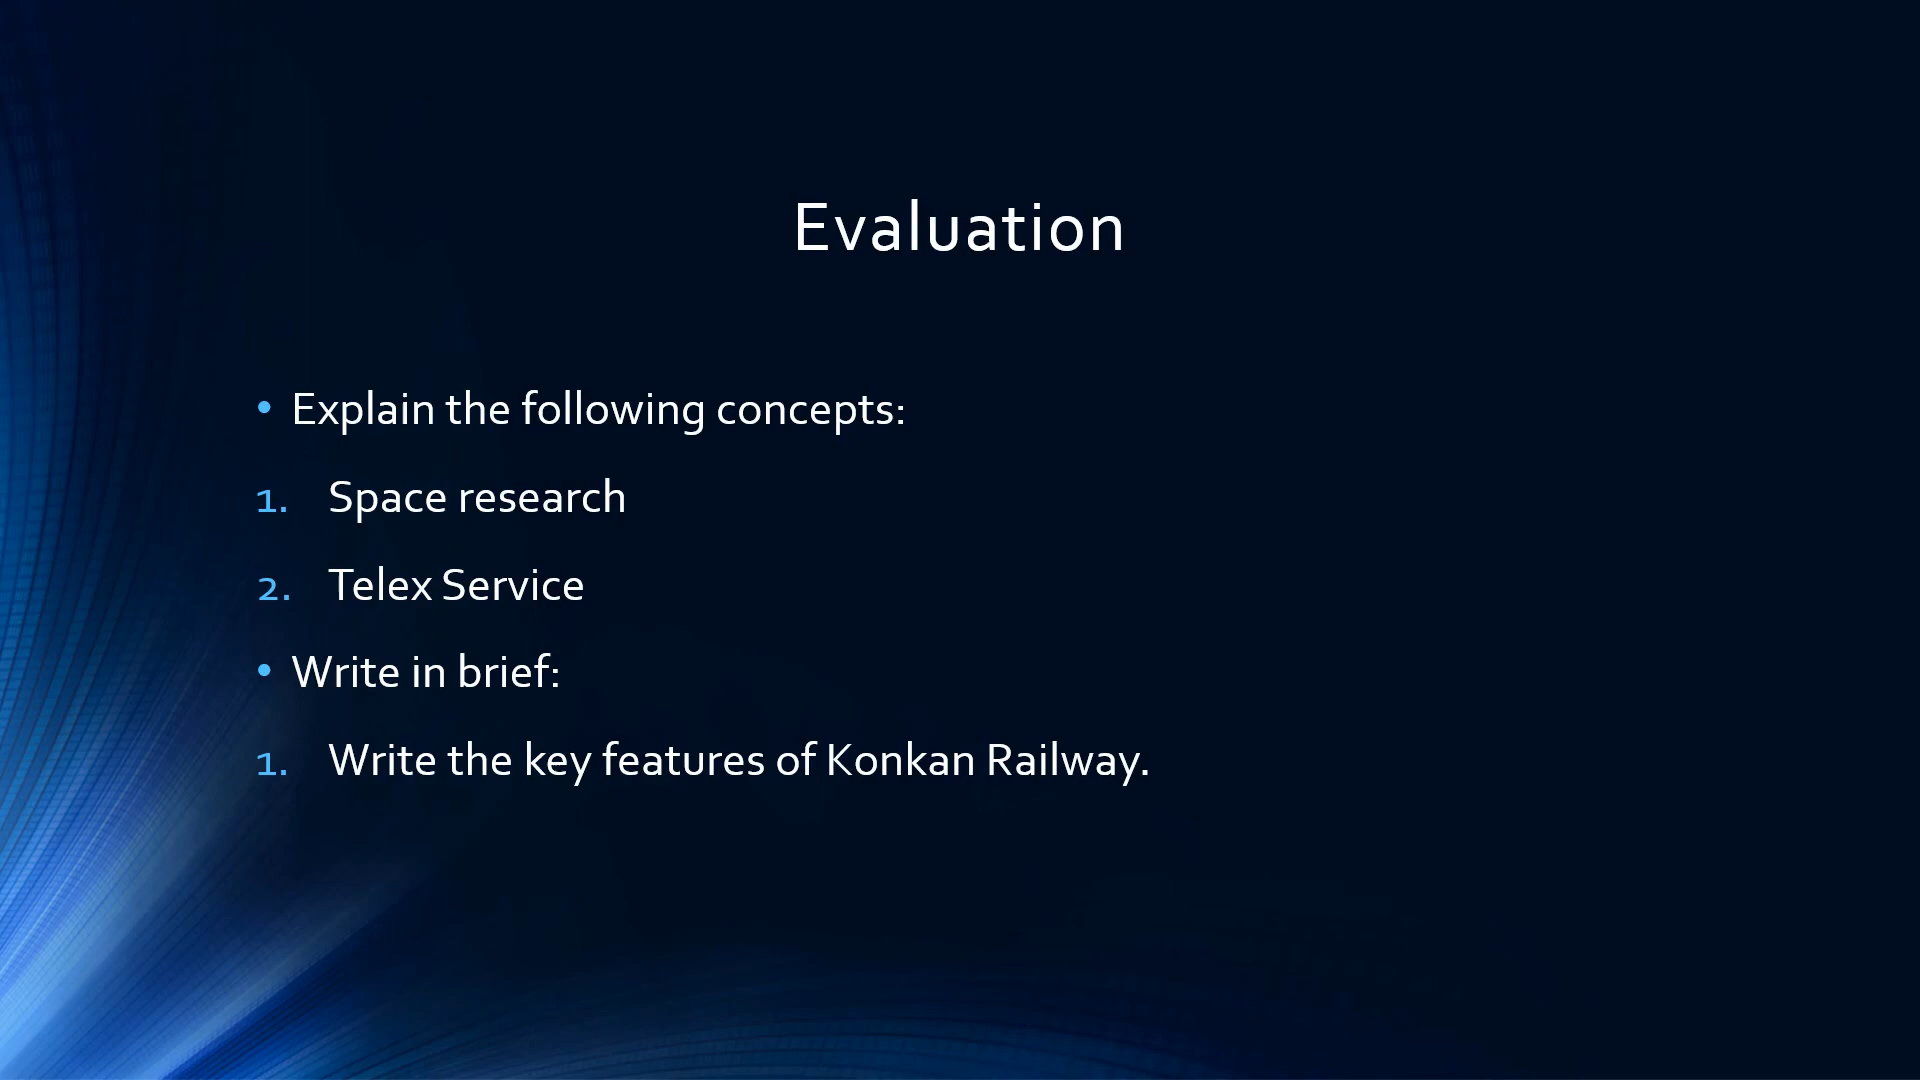 Evaluation
• Explain the following concepts:
1. Space research
2. Telex Service
• Write in brief:
1. Write the key features of Konkan Railway.